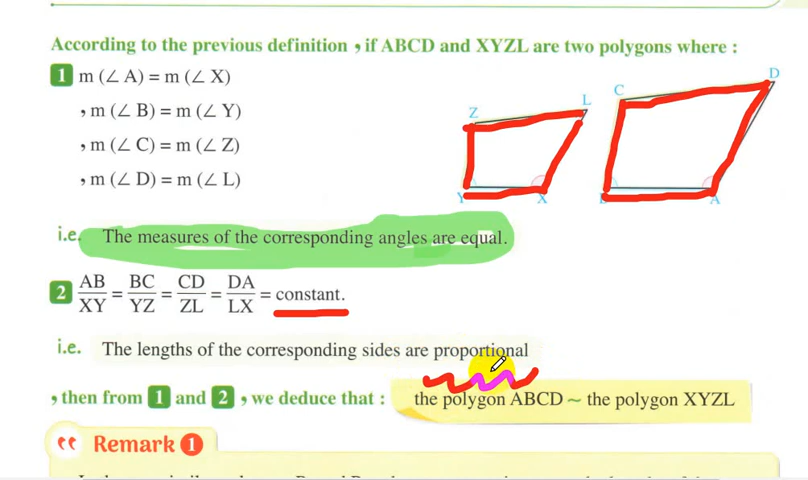 According to the previous definition , if ABCD and XYZL are two polygons where :
1 m (∠ A) = m (∠ X)
, m (∠ B) = m (∠ Y)
, m (∠ C) = m (∠ Z)
, m (∠ D) = m (∠ L)
Z L C D
Y X A
i.e. The measures of the corresponding angles are equal.
2 AB/XY = BC/YZ = CD/ZL = DA/LX = constant.
i.e. The lengths of the corresponding sides are proportional
, then from 1 and 2 , we deduce that : the polygon ABCD ~ the polygon XYZL
Remark 1